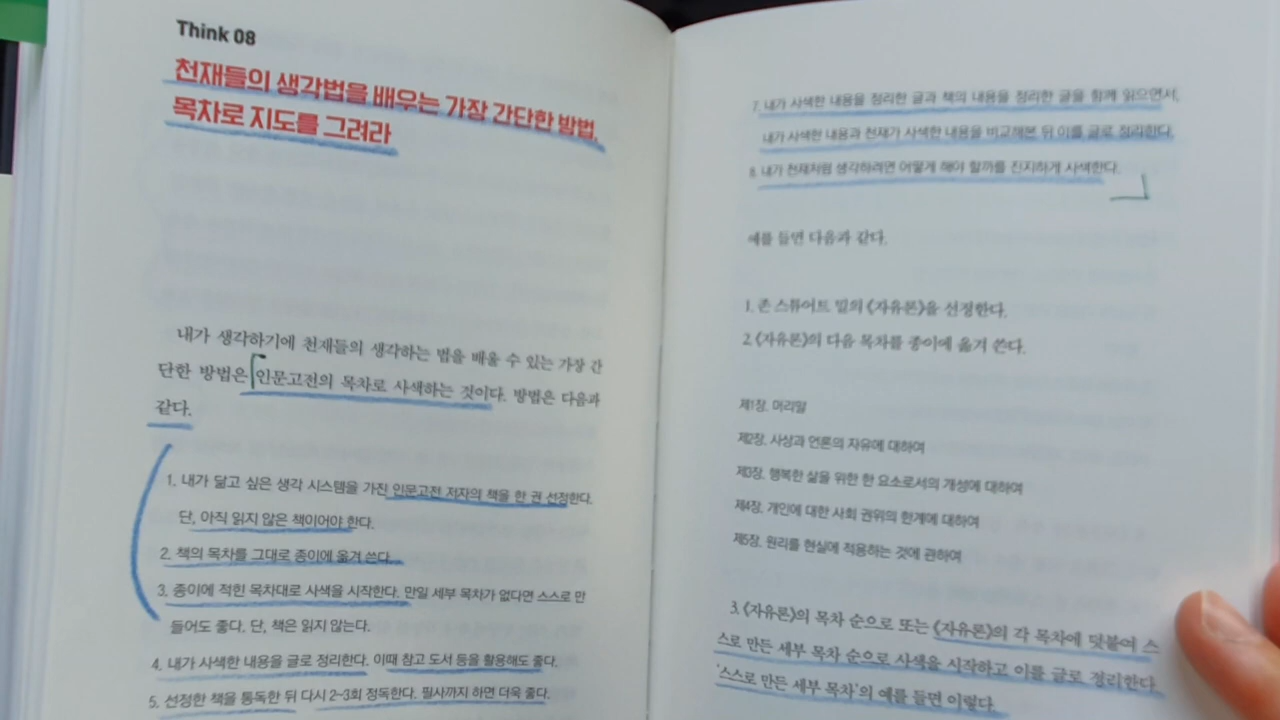 Think 08
천재들의 생각법을 배우는 가장 간단한 방법,
목차로 지도를 그려라
내가 생각하기에 천재들의 생각하는 법을 배울 수 있는 가장 간
단한 방법은 인문고전의 목차로 사색하는 것이다. 방법은 다음과
같다.
1. 내가 닮고 싶은 생각 시스템을 가진 인문고전 저자의 책을 한 권 선정한다.
단, 아직 읽지 않은 책이어야 한다.
2. 책의 목차를 그대로 종이에 옮겨 쓴다.
3. 종이에 적힌 목차대로 사색을 시작한다. 만일 세부 목차가 없다면 스스로 만
들어도 좋다. 단, 책은 읽지 않는다.
4. 내가 사색한 내용을 글로 정리한다. 이때 참고 도서 등을 활용해도 좋다.
5. 선정한 책을 통독한 뒤 다시 2~3회 정독한다. 필사까지 하면 더욱 좋다.
7. 내가 사색한 내용을 정리한 글과 책의 내용을 정리한 글을 함께 읽으면서,
내가 사색한 내용과 천재가 사색한 내용을 비교해본 뒤 이를 글로 정리한다.
8. 내가 천재처럼 생각하려면 어떻게 해야 할까를 진지하게 사색한다.
예를 들면 다음과 같다.
1. 존 스튜어트 밀의 《자유론》을 선정한다.
2. 《자유론》의 다음 목차를 종이에 옮겨 쓴다.
제1장. 머리말
제2장. 사상과 언론의 자유에 대하여
제3장. 행복한 삶을 위한 한 요소로서의 개성에 대하여
제4장. 개인에 대한 사회 권위의 한계에 대하여
제5장. 원리를 현실에 적용하는 것에 관하여
3. 《자유론》의 목차 순으로 또는 《자유론》의 각 목차에 덧붙여 스
스로 만든 세부 목차 순으로 사색을 시작하고 이를 글로 정리한다.
'스스로 만든 세부 목차'의 예를 들면 이렇다.